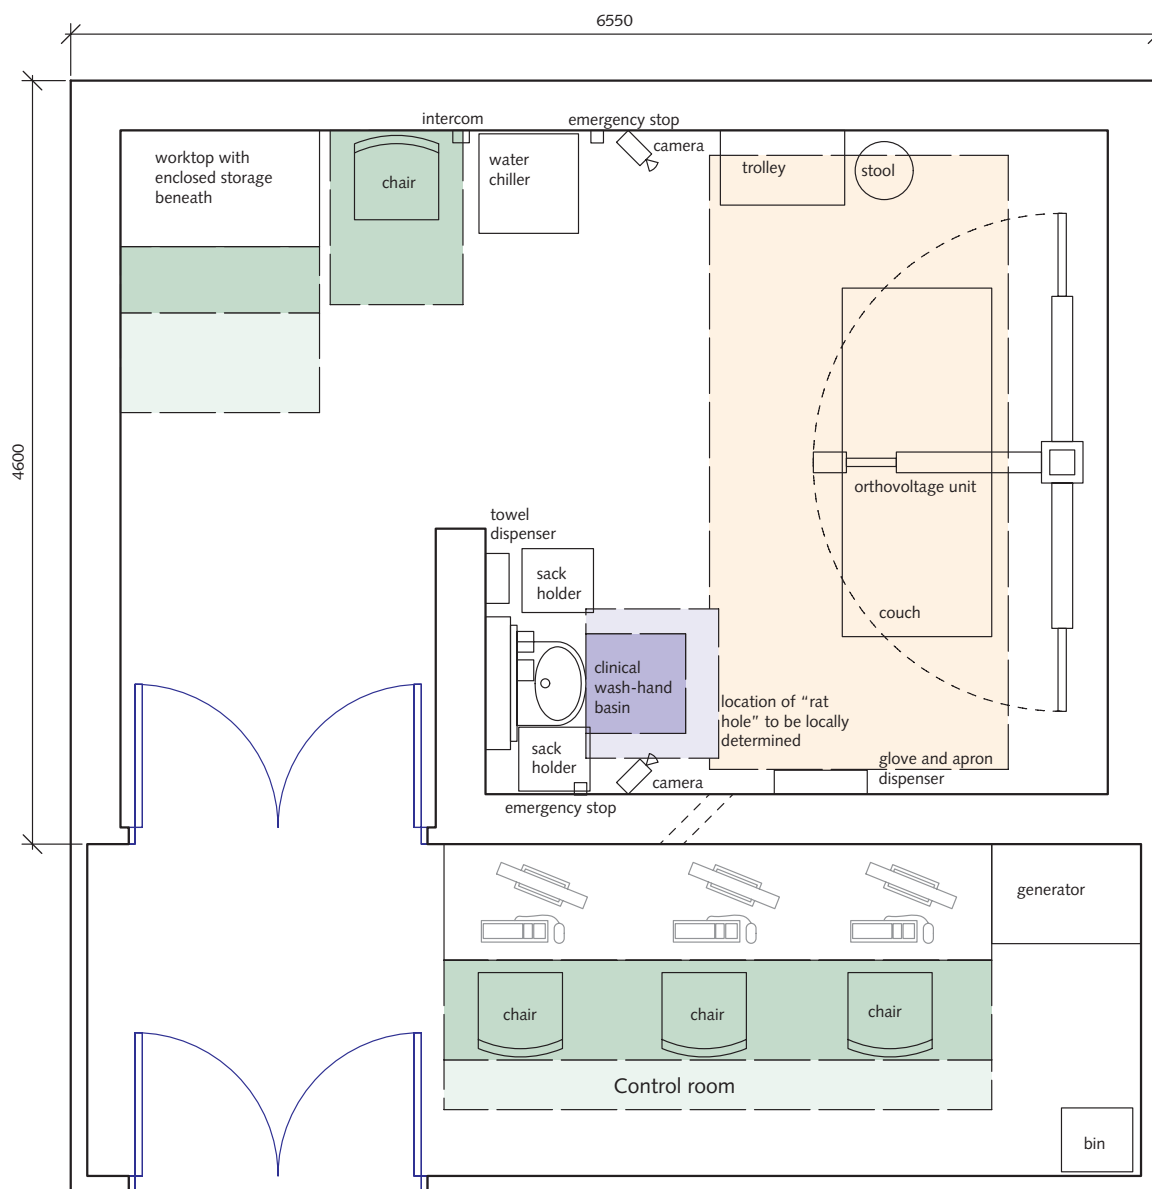 6550
4600
intercom
emergency stop
camera
worktop with
enclosed storage
beneath
chair
water
chiller
trolley
stool
orthovoltage unit
towel
dispenser
sack
holder
couch
clinical
wash-hand
basin
location of “rat
hole” to be locally
determined
sack
holder
glove and apron
dispenser
camera
emergency stop
generator
chair
chair
chair
Control room
bin